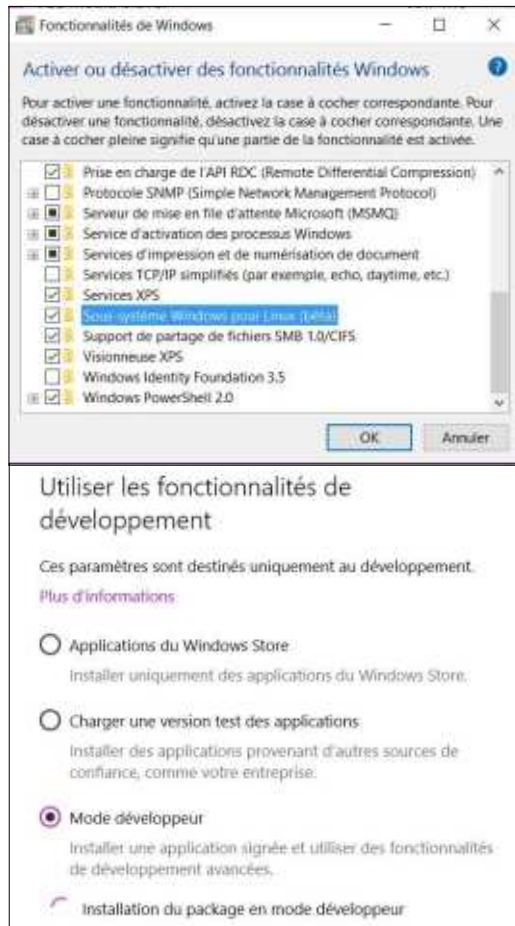 Fonctionnalités de Windows
Activer ou désactiver des fonctionnalités Windows
Pour activer une fonctionnalité, activez la case à cocher correspondante. Pour
désactiver une fonctionnalité, désactivez la case à cocher correspondante. Une
case à cocher pleine signifie qu'une partie de la fonctionnalité est activée.
Prise en charge de l'API RDC (Remote Differential Compression)
Protocole SNMP (Simple Network Management Protocol)
Serveur de mise en file d'attente Microsoft (MSMQ)
Service d'activation des processus Windows
Services d'impression et de numérisation de document
Services TCP/IP simplifiés (par exemple, echo, daytime, etc.)
Services XPS
Sous-système Windows pour Linux (bêta)
Support de partage de fichiers SMB 1.0/CIFS
Visionneuse XPS
Windows Identity Foundation 3.5
Windows PowerShell 2.0
OK Annuler
Utiliser les fonctionnalités de
développement
Ces paramètres sont destinés uniquement au développement.
Plus d'informations
Applications du Windows Store
Installer uniquement des applications du Windows Store.
Charger une version test des applications
Installer des applications provenant d'autres sources de
confiance, comme votre entreprise.
Mode développeur
Installer une application signée et utiliser des fonctionnalités
de développement avancées.
Installation du package en mode développeur